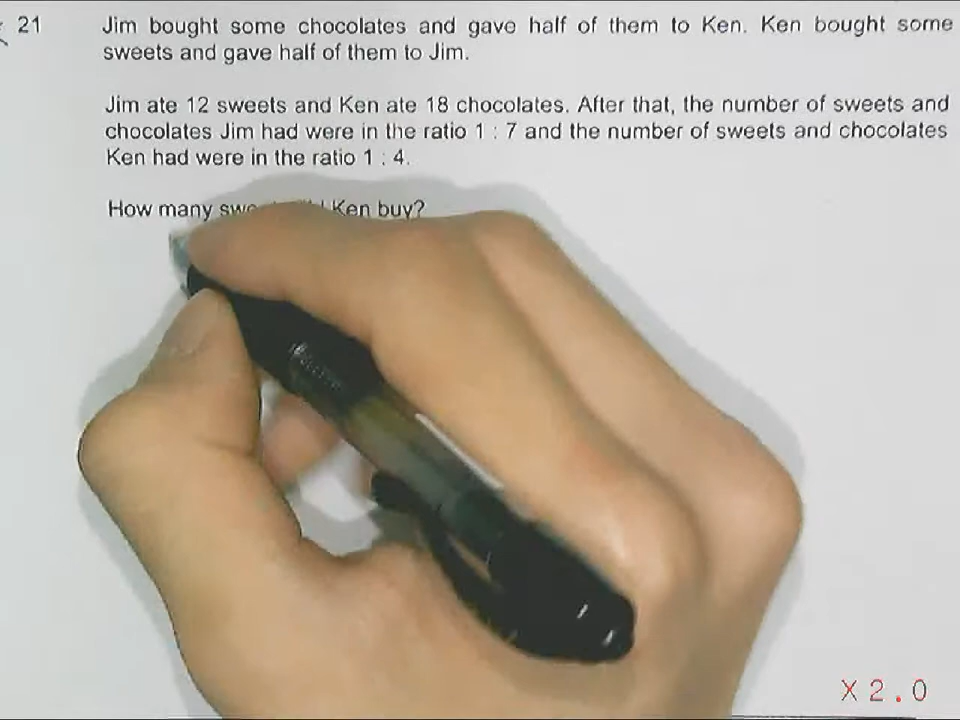 21 Jim bought some chocolates and gave half of them to Ken. Ken bought some
sweets and gave half of them to Jim.
Jim ate 12 sweets and Ken ate 18 chocolates. After that, the number of sweets and
chocolates Jim had were in the ratio 1 : 7 and the number of sweets and chocolates
Ken had were in the ratio 1 : 4.
How many Ken buy?
X2.0